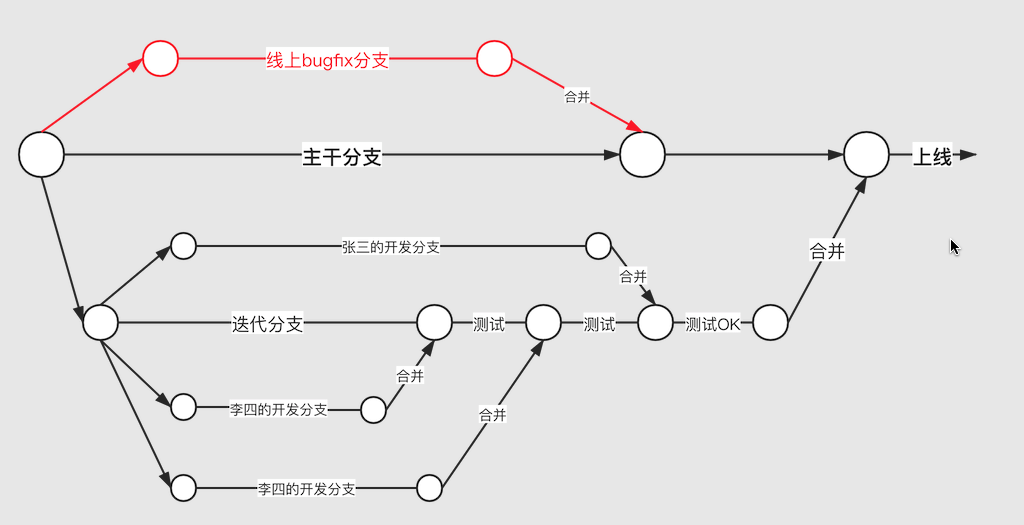 线上bugfix分支
合并
主干分支
上线
张三的开发分支
合并
合并
迭代分支
测试
测试
测试OK
合并
李四的开发分支
合并
李四的开发分支